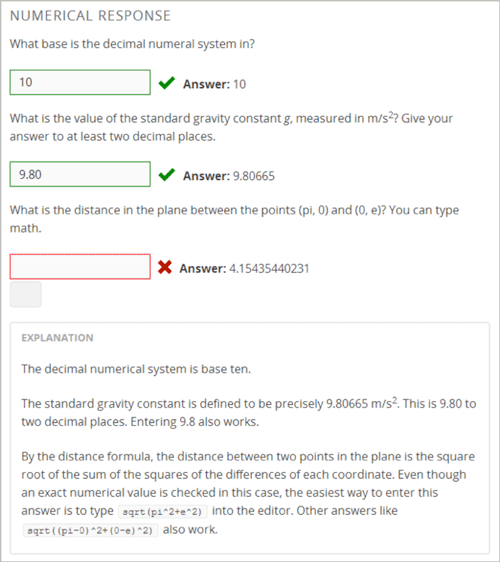 NUMERICAL RESPONSE
What base is the decimal numeral system in?
10 Answer: 10
What is the value of the standard gravity constant g, measured in m/s²? Give your
answer to at least two decimal places.
9.80 Answer: 9.80665
What is the distance in the plane between the points (pi, 0) and (0, e)? You can type
math.
Answer: 4.15435440231
EXPLANATION
The decimal numerical system is base ten.
The standard gravity constant is defined to be precisely 9.80665 m/s². This is 9.80 to
two decimal places. Entering 9.8 also works.
By the distance formula, the distance between two points in the plane is the square
root of the sum of the squares of the differences of each coordinate. Even though
an exact numerical value is checked in this case, the easiest way to enter this
answer is to type sqrt(pi^2+e^2) into the editor. Other answers like
sqrt((pi-0)^2+(0-e)^2) also work.